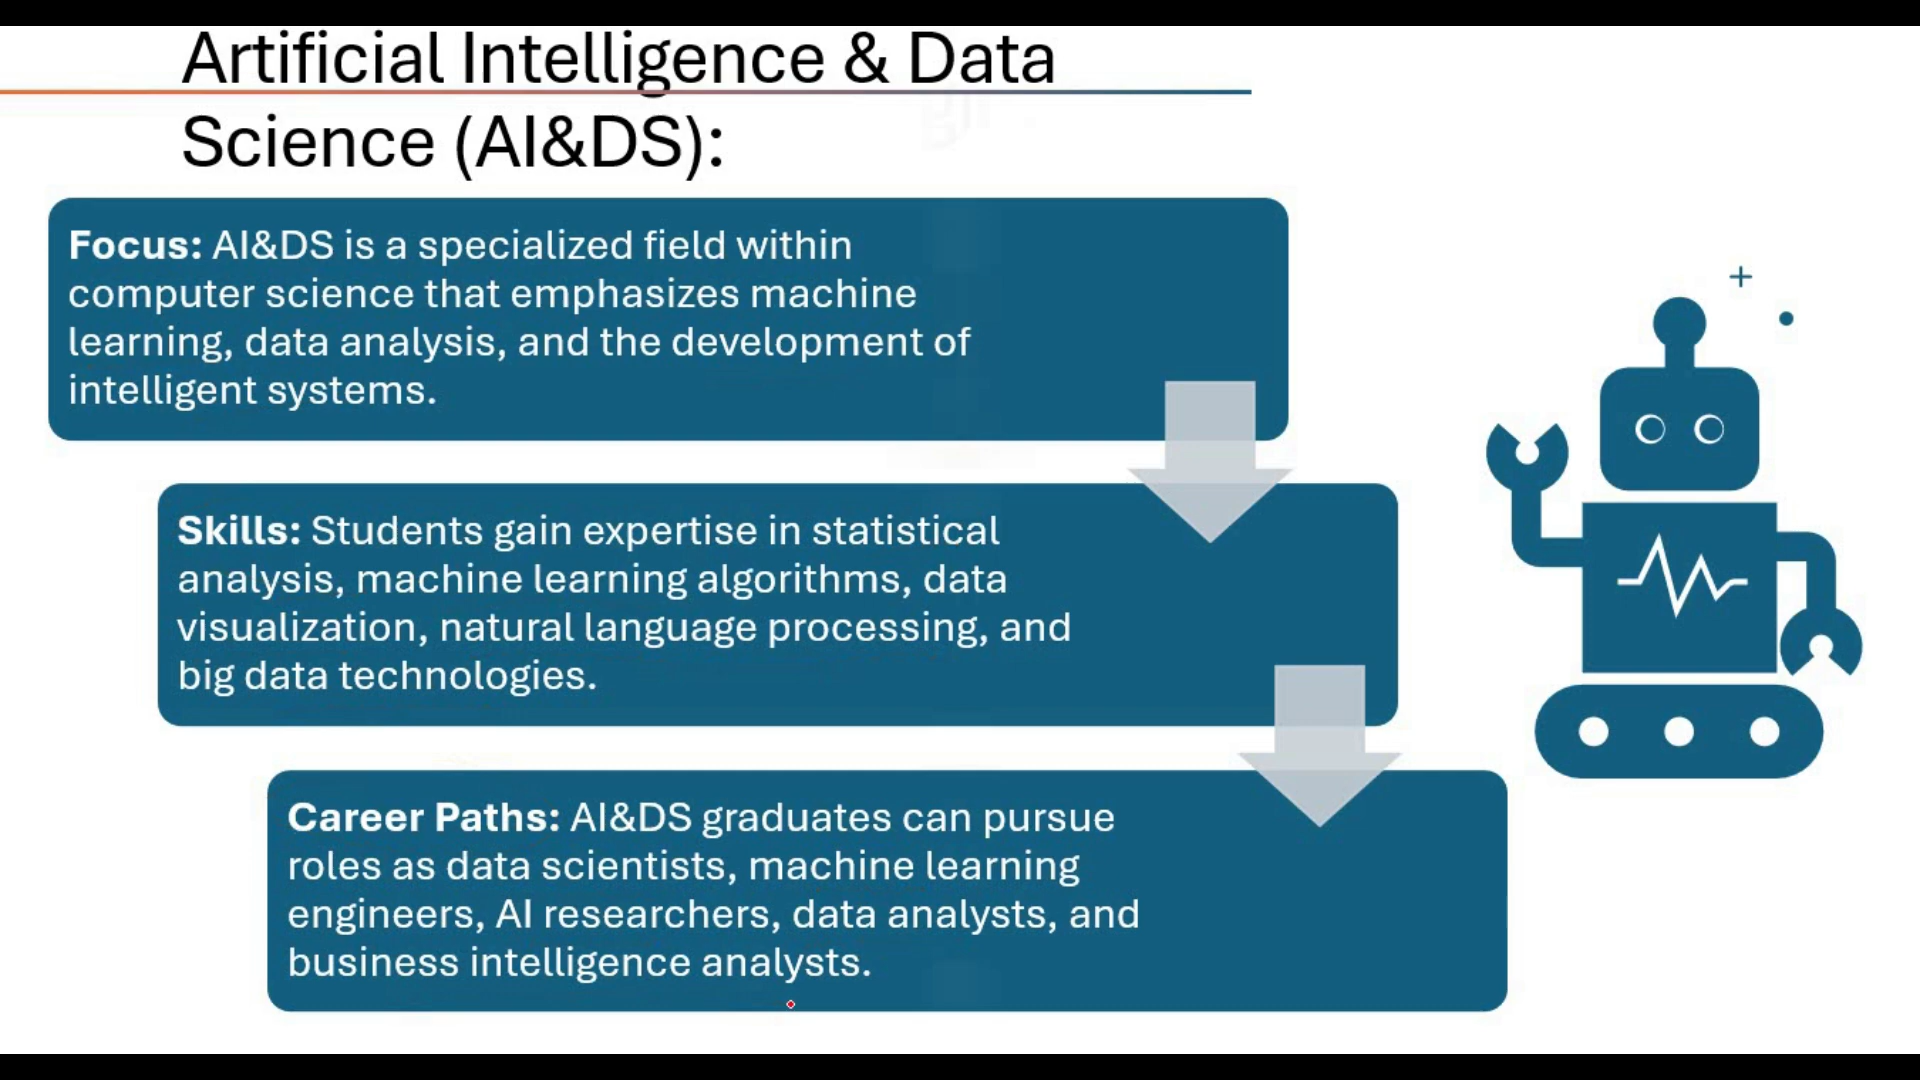 Artificial Intelligence & Data
Science (AI&DS):
Focus: AI&DS is a specialized field within
computer science that emphasizes machine
learning, data analysis, and the development of
intelligent systems.
Skills: Students gain expertise in statistical
analysis, machine learning algorithms, data
visualization, natural language processing, and
big data technologies.
Career Paths: AI&DS graduates can pursue
roles as data scientists, machine learning
engineers, AI researchers, data analysts, and
business intelligence analysts.